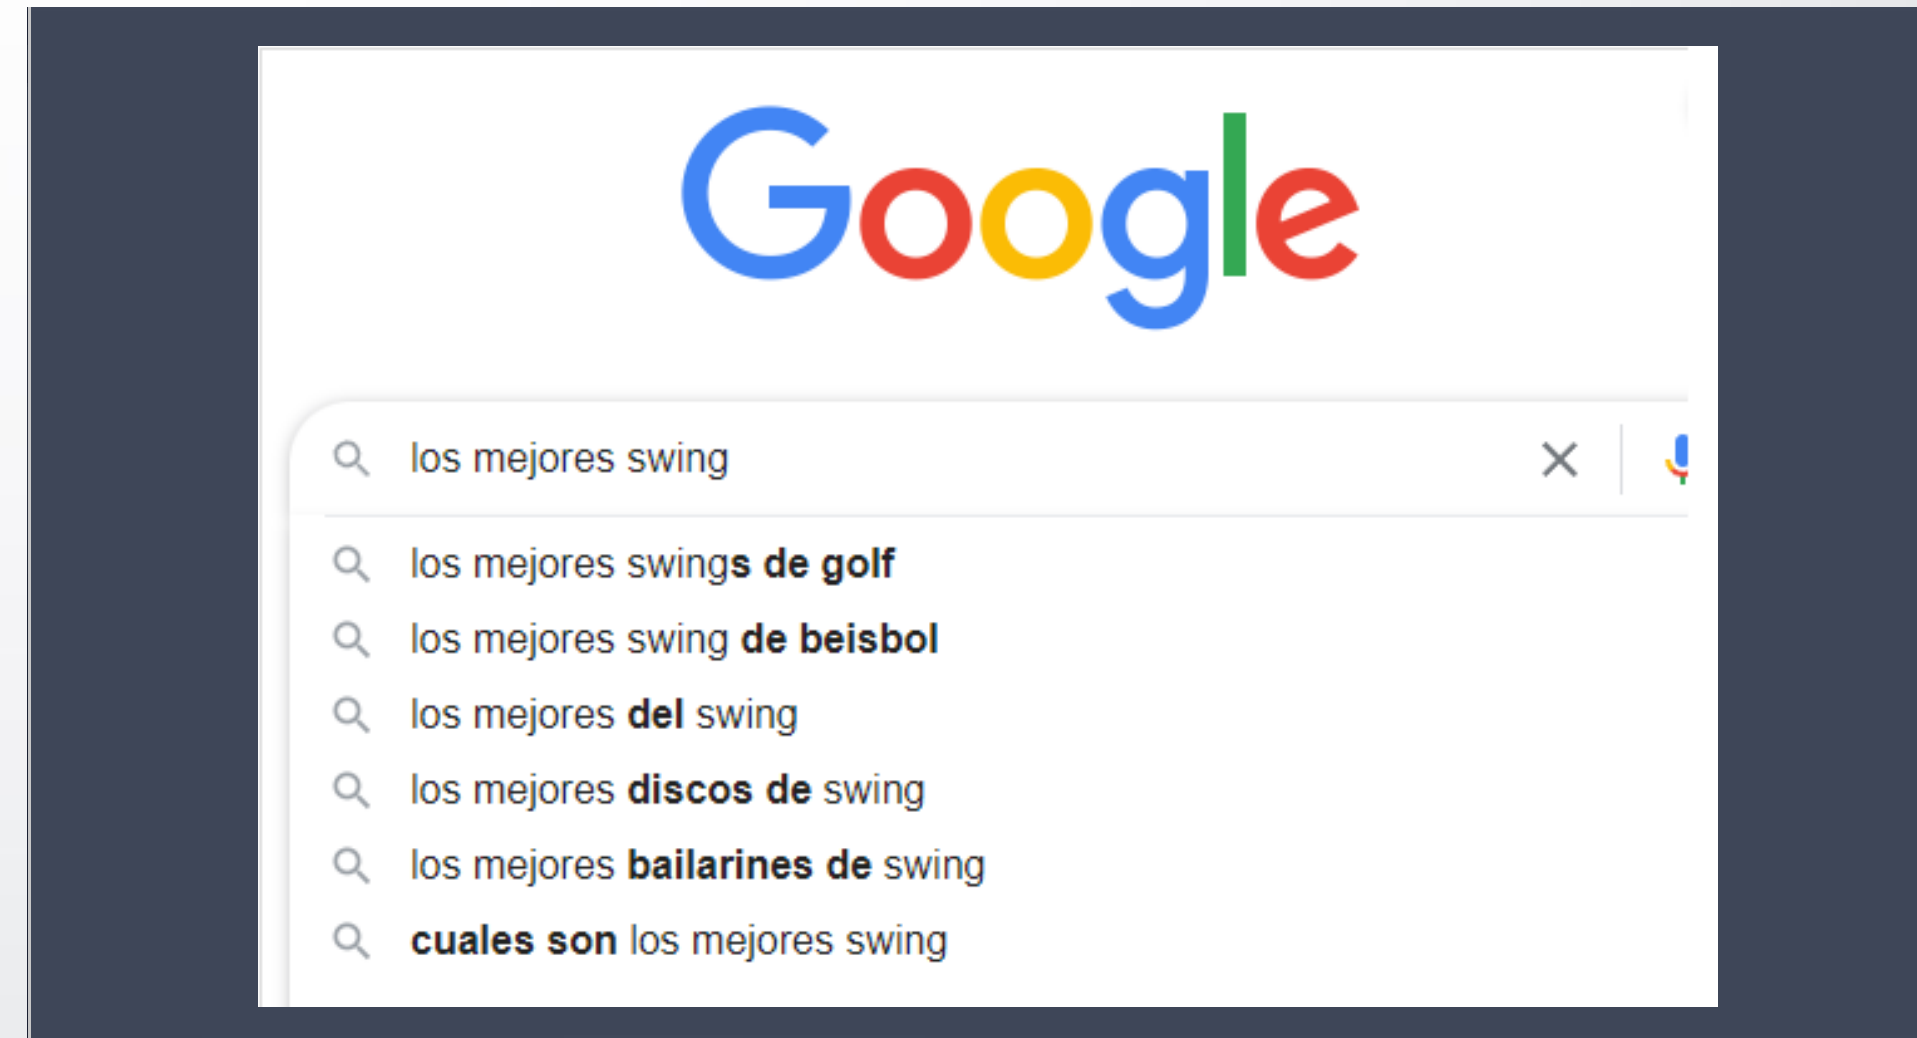 Google
los mejores swing
los mejores swings de golf
los mejores swing de beisbol
los mejores del swing
los mejores discos de swing
los mejores bailarines de swing
cuales son los mejores swing